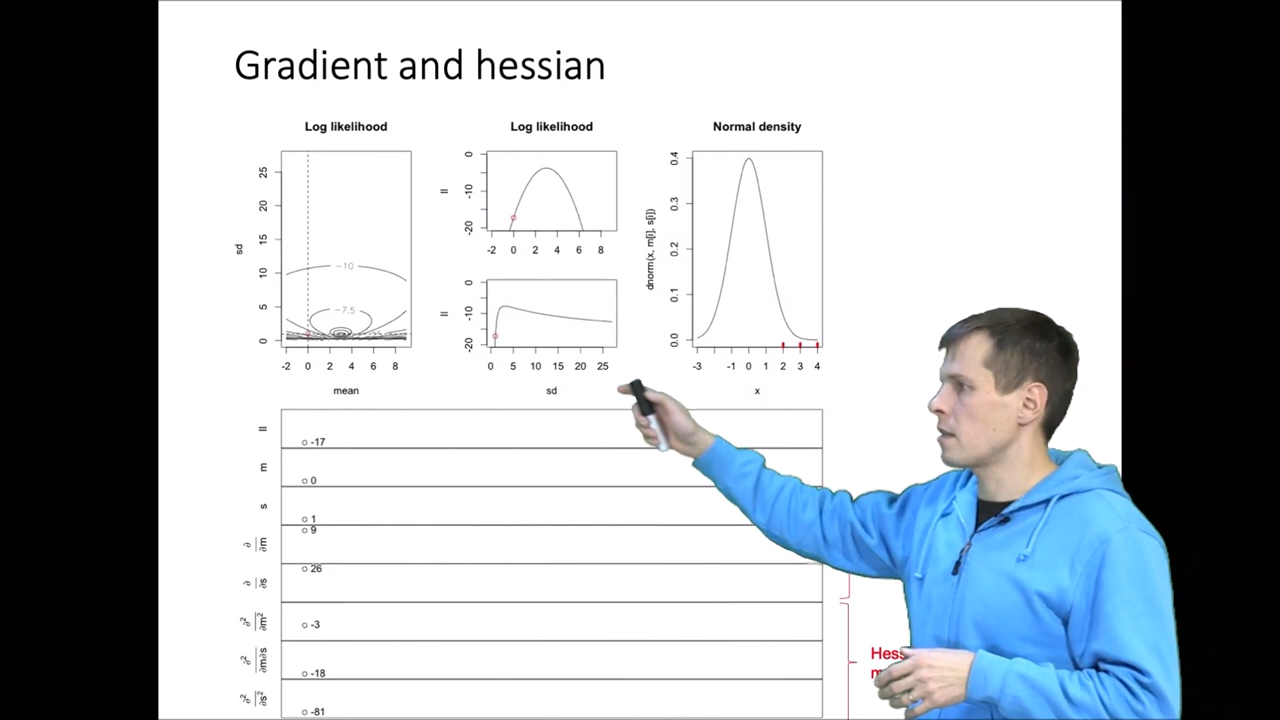 Gradient and hessian
Log likelihood
Log likelihood
Normal density
sd
25
20
15
10
5
0
-10
-7.5
-2 0 2 4 6 8
mean
ll
0
-10
-20
-2 0 2 4 6 8
ll
0
-10
-20
0 5 10 15 20 25
sd
dnorm(x, m[i], s[i])
0.4
0.3
0.2
0.1
0.0
-3 -1 0 1 2 3 4
x
ll
-17
m
0
s
1
∂/∂m
9
∂/∂s
26
∂²/∂m²
-3
∂²/∂m∂s
-18
∂²/∂s²
-81
Hess